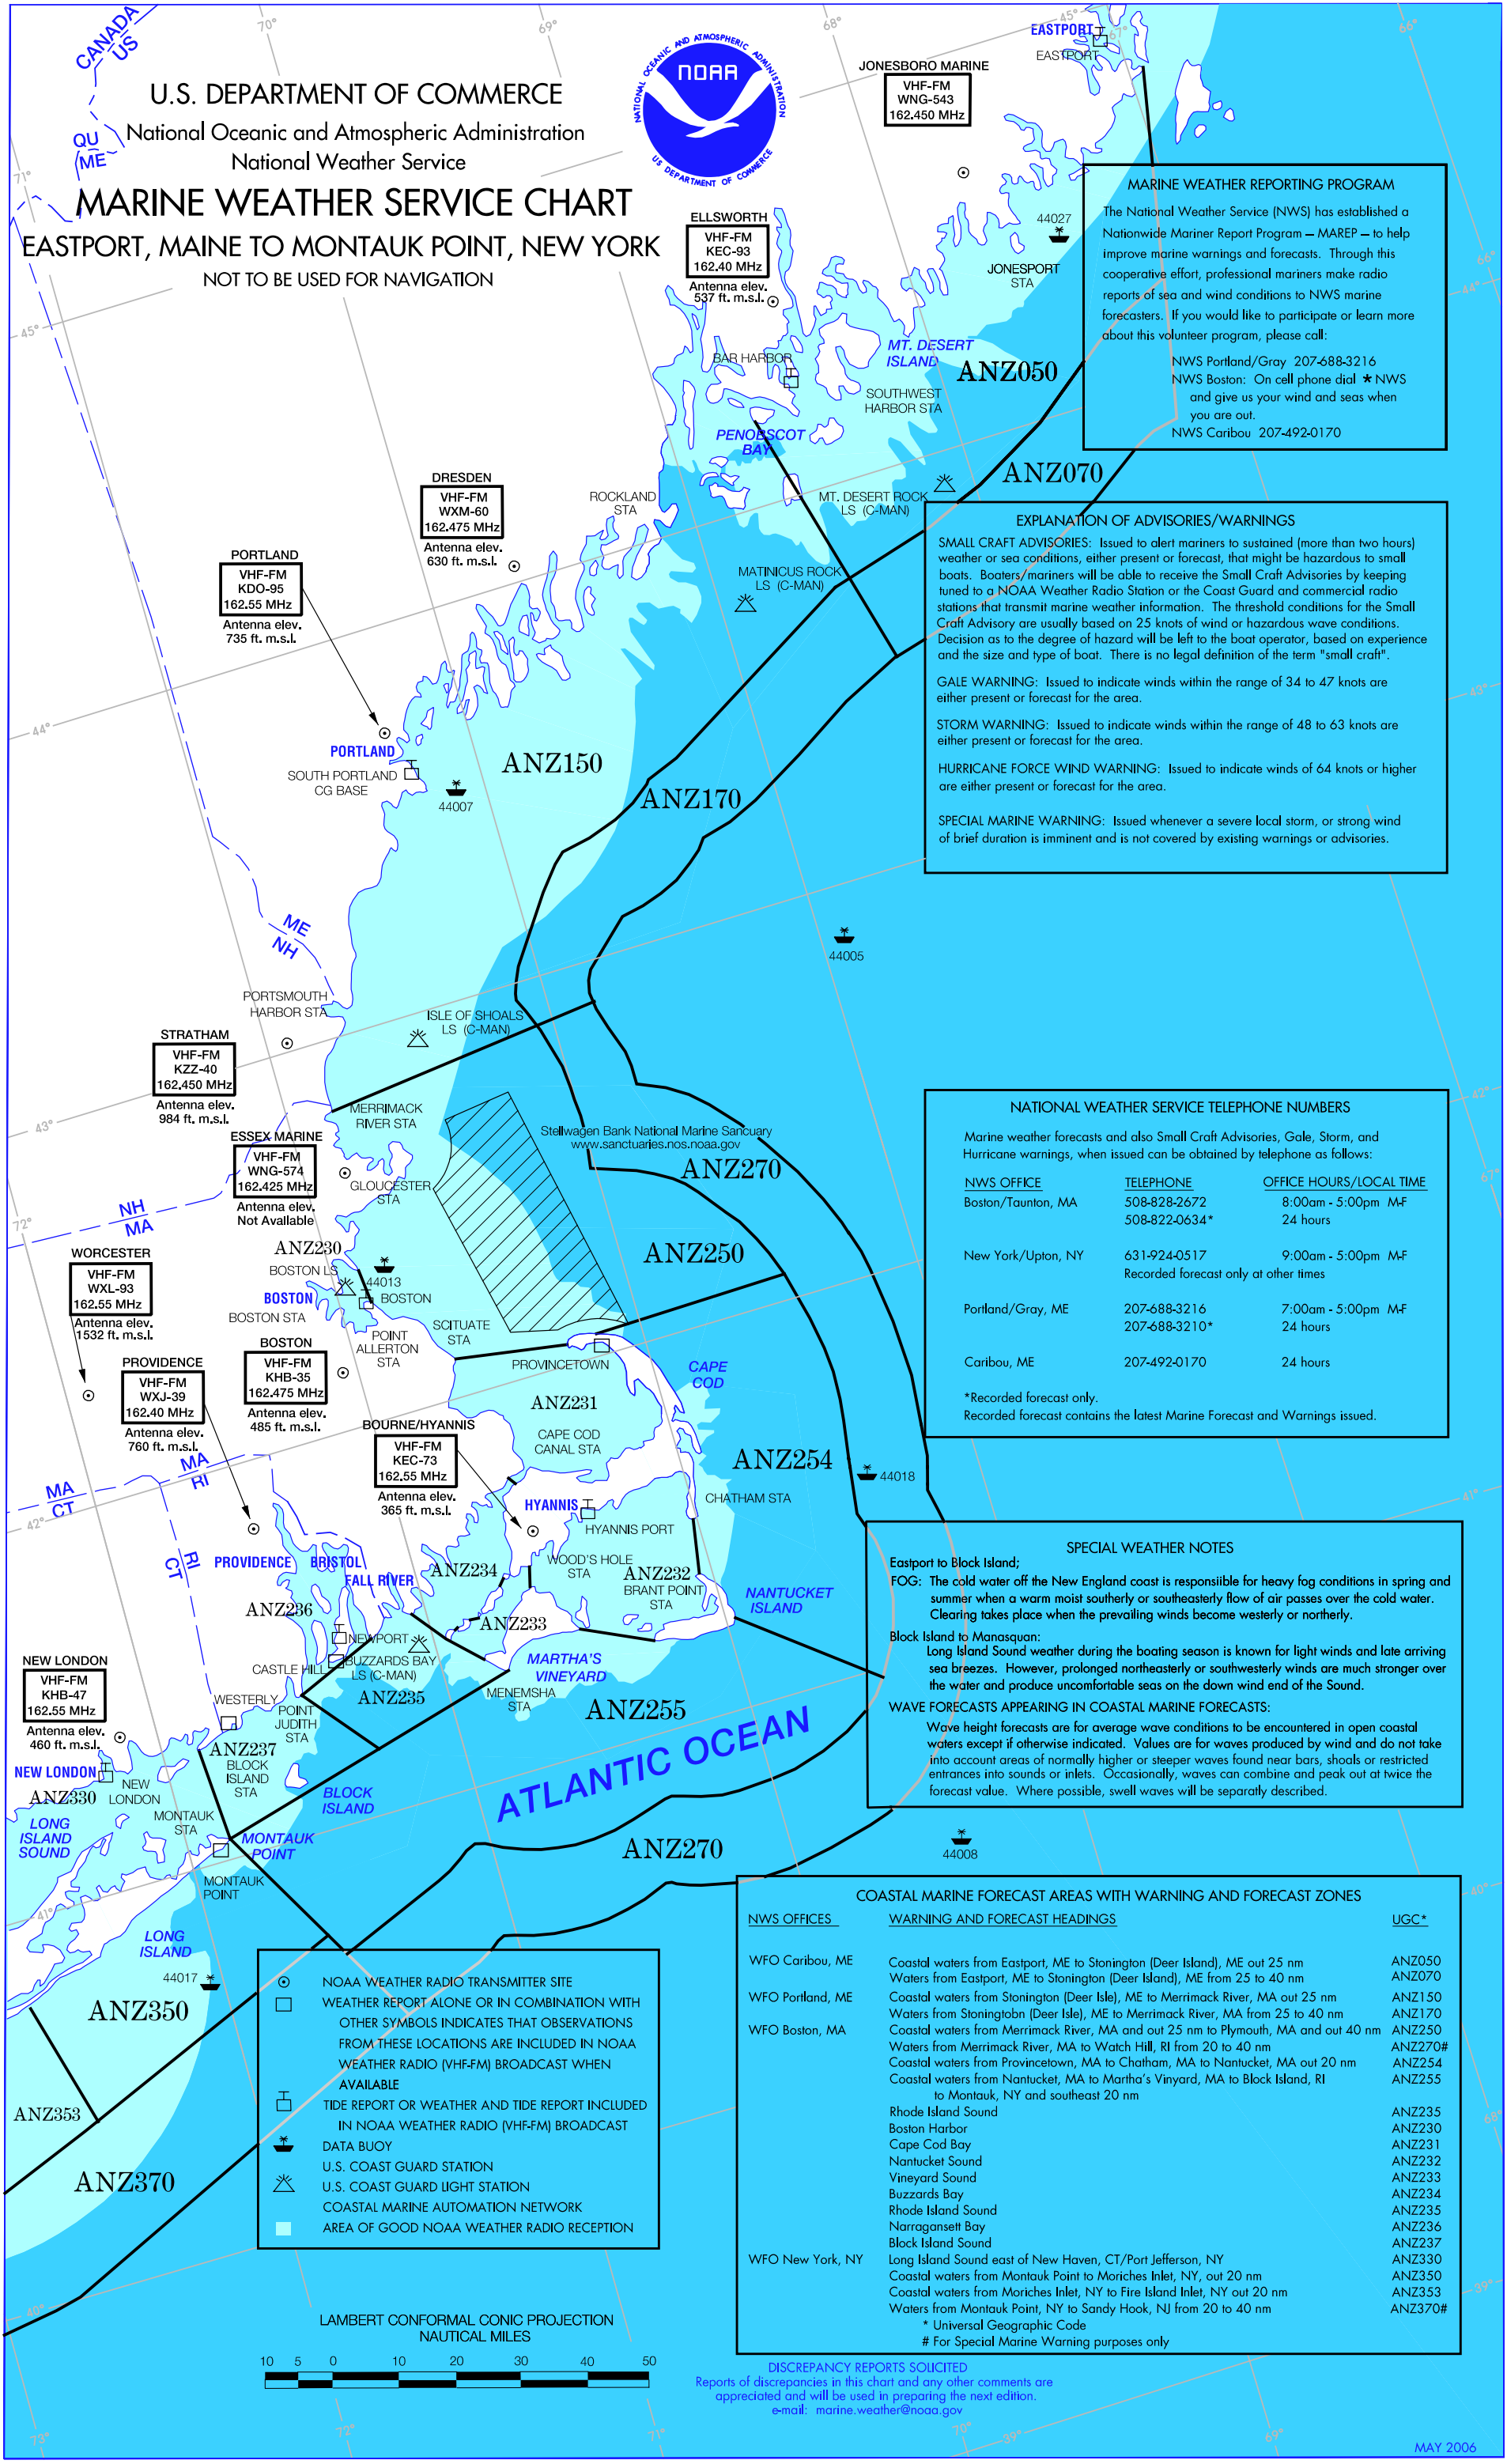 CANADA
US
QU
ME
U.S. DEPARTMENT OF COMMERCE
National Oceanic and Atmospheric Administration
National Weather Service
MARINE WEATHER SERVICE CHART
EASTPORT, MAINE TO MONTAUK POINT, NEW YORK
NOT TO BE USED FOR NAVIGATION
NATIONAL OCEANIC AND ATMOSPHERIC ADMINISTRATION
NOAA
US DEPARTMENT OF COMMERCE
70°
69°
68°
45°
67°
66°
71°
45°
44°
43°
72°
42°
41°
40°
73°
72°
71°
70°
39°
69°
66°
44°
43°
42°
67°
41°
40°
68°
39°
EASTPORT
EASTPORT
JONESBORO MARINE
VHF-FM
WNG-543
162.450 MHz
44027
JONESPORT
STA
ELLSWORTH
VHF-FM
KEC-93
162.40 MHz
Antenna elev.
537 ft. m.s.l.
BAR HARBOR
MT. DESERT
ISLAND
SOUTHWEST
HARBOR STA
ANZ050
ANZ070
PENOBSCOT
BAY
MT. DESERT ROCK
LS (C-MAN)
MATINICUS ROCK
LS (C-MAN)
ROCKLAND
STA
DRESDEN
VHF-FM
WXM-60
162.475 MHz
Antenna elev.
630 ft. m.s.l.
PORTLAND
VHF-FM
KDO-95
162.55 MHz
Antenna elev.
735 ft. m.s.l.
PORTLAND
SOUTH PORTLAND
CG BASE
44007
ANZ150
ANZ170
44005
ME
NH
PORTSMOUTH
HARBOR STA
ISLE OF SHOALS
LS (C-MAN)
STRATHAM
VHF-FM
KZZ-40
162.450 MHz
Antenna elev.
984 ft. m.s.l.
MERRIMACK
RIVER STA
ESSEX MARINE
VHF-FM
WNG-574
162.425 MHz
Antenna elev.
Not Available
GLOUCESTER
STA
NH
MA
Stellwagen Bank National Marine Sancuary
www.sanctuaries.nos.noaa.gov
ANZ270
ANZ250
ANZ230
BOSTON LS
44013
BOSTON
BOSTON
BOSTON STA
POINT
ALLERTON
STA
SCITUATE
STA
WORCESTER
VHF-FM
WXL-93
162.55 MHz
Antenna elev.
1532 ft. m.s.l.
BOSTON
VHF-FM
KHB-35
162.475 MHz
Antenna elev.
485 ft. m.s.l.
PROVIDENCE
VHF-FM
WXJ-39
162.40 MHz
Antenna elev.
760 ft. m.s.l.
PROVINCETOWN
CAPE
COD
ANZ231
CAPE COD
CANAL STA
BOURNE/HYANNIS
VHF-FM
KEC-73
162.55 MHz
Antenna elev.
365 ft. m.s.l.
MA
RI
MA
CT
RI
CT
ANZ254
44018
CHATHAM STA
HYANNIS
HYANNIS PORT
WOOD'S HOLE
STA
ANZ232
BRANT POINT
STA
NANTUCKET
ISLAND
PROVIDENCE
BRISTOL
FALL RIVER
ANZ234
ANZ233
ANZ236
NEWPORT
CASTLE HILL
BUZZARDS BAY
LS (C-MAN)
ANZ235
MARTHA'S
VINEYARD
MENEMSHA
STA
ANZ255
ATLANTIC OCEAN
NEW LONDON
VHF-FM
KHB-47
162.55 MHz
Antenna elev.
460 ft. m.s.l.
WESTERLY
POINT
JUDITH
STA
ANZ237
BLOCK
ISLAND
STA
BLOCK
ISLAND
NEW LONDON
NEW
LONDON
ANZ330
LONG
ISLAND
SOUND
MONTAUK
STA
MONTAUK
POINT
MONTAUK
POINT
LONG
ISLAND
44017
ANZ270
44008
ANZ350
ANZ353
ANZ370
MARINE WEATHER REPORTING PROGRAM
The National Weather Service (NWS) has established a
Nationwide Mariner Report Program — MAREP — to help
improve marine warnings and forecasts. Through this
cooperative effort, professional mariners make radio
reports of sea and wind conditions to NWS marine
forecasters. If you would like to participate or learn more
about this volunteer program, please call:
NWS Portland/Gray 207-688-3216
NWS Boston: On cell phone dial * NWS
and give us your wind and seas when
you are out.
NWS Caribou 207-492-0170
EXPLANATION OF ADVISORIES/WARNINGS
SMALL CRAFT ADVISORIES: Issued to alert mariners to sustained (more than two hours)
weather or sea conditions, either present or forecast, that might be hazardous to small
boats. Boaters/mariners will be able to receive the Small Craft Advisories by keeping
tuned to a NOAA Weather Radio Station or the Coast Guard and commercial radio
stations that transmit marine weather information. The threshold conditions for the Small
Craft Advisory are usually based on 25 knots of wind or hazardous wave conditions.
Decision as to the degree of hazard will be left to the boat operator, based on experience
and the size and type of boat. There is no legal definition of the term "small craft".
GALE WARNING: Issued to indicate winds within the range of 34 to 47 knots are
either present or forecast for the area.
STORM WARNING: Issued to indicate winds within the range of 48 to 63 knots are
either present or forecast for the area.
HURRICANE FORCE WIND WARNING: Issued to indicate winds of 64 knots or higher
are either present or forecast for the area.
SPECIAL MARINE WARNING: Issued whenever a severe local storm, or strong wind
of brief duration is imminent and is not covered by existing warnings or advisories.
NATIONAL WEATHER SERVICE TELEPHONE NUMBERS
Marine weather forecasts and also Small Craft Advisories, Gale, Storm, and
Hurricane warnings, when issued can be obtained by telephone as follows:
NWS OFFICE TELEPHONE OFFICE HOURS/LOCAL TIME
Boston/Taunton, MA 508-828-2672 8:00am - 5:00pm M-F
508-822-0634* 24 hours
New York/Upton, NY 631-924-0517 9:00am - 5:00pm M-F
Recorded forecast only at other times
Portland/Gray, ME 207-688-3216 7:00am - 5:00pm M-F
207-688-3210* 24 hours
Caribou, ME 207-492-0170 24 hours
*Recorded forecast only.
Recorded forecast contains the latest Marine Forecast and Warnings issued.
SPECIAL WEATHER NOTES
Eastport to Block Island;
FOG: The cold water off the New England coast is responsiible for heavy fog conditions in spring and
summer when a warm moist southerly or southeasterly flow of air passes over the cold water.
Clearing takes place when the prevailing winds become westerly or northerly.
Block Island to Manasquan:
Long Island Sound weather during the boating season is known for light winds and late arriving
sea breezes. However, prolonged northeasterly or southwesterly winds are much stronger over
the water and produce uncomfortable seas on the down wind end of the Sound.
WAVE FORECASTS APPEARING IN COASTAL MARINE FORECASTS:
Wave height forecasts are for average wave conditions to be encountered in open coastal
waters except if otherwise indicated. Values are for waves produced by wind and do not take
into account areas of normally higher or steeper waves found near bars, shoals or restricted
entrances into sounds or inlets. Occasionally, waves can combine and peak out at twice the
forecast value. Where possible, swell waves will be separatly described.
COASTAL MARINE FORECAST AREAS WITH WARNING AND FORECAST ZONES
NWS OFFICES WARNING AND FORECAST HEADINGS UGC*
WFO Caribou, ME Coastal waters from Eastport, ME to Stonington (Deer Island), ME out 25 nm ANZ050
Waters from Eastport, ME to Stonington (Deer Island), ME from 25 to 40 nm ANZ070
WFO Portland, ME Coastal waters from Stonington (Deer Isle), ME to Merrimack River, MA out 25 nm ANZ150
Waters from Stoningtobn (Deer Isle), ME to Merrimack River, MA from 25 to 40 nm ANZ170
WFO Boston, MA Coastal waters from Merrimack River, MA and out 25 nm to Plymouth, MA and out 40 nm ANZ250
Waters from Merrimack River, MA to Watch Hill, RI from 20 to 40 nm ANZ270#
Coastal waters from Provincetown, MA to Chatham, MA to Nantucket, MA out 20 nm ANZ254
Coastal waters from Nantucket, MA to Martha's Vinyard, MA to Block Island, RI ANZ255
to Montauk, NY and southeast 20 nm
Rhode Island Sound ANZ235
Boston Harbor ANZ230
Cape Cod Bay ANZ231
Nantucket Sound ANZ232
Vineyard Sound ANZ233
Buzzards Bay ANZ234
Rhode Island Sound ANZ235
Narragansett Bay ANZ236
Block Island Sound ANZ237
WFO New York, NY Long Island Sound east of New Haven, CT/Port Jefferson, NY ANZ330
Coastal waters from Montauk Point to Moriches Inlet, NY, out 20 nm ANZ350
Coastal waters from Moriches Inlet, NY to Fire Island Inlet, NY out 20 nm ANZ353
Waters from Montauk Point, NY to Sandy Hook, NJ from 20 to 40 nm ANZ370#
* Universal Geographic Code
# For Special Marine Warning purposes only
NOAA WEATHER RADIO TRANSMITTER SITE
WEATHER REPORT ALONE OR IN COMBINATION WITH
OTHER SYMBOLS INDICATES THAT OBSERVATIONS
FROM THESE LOCATIONS ARE INCLUDED IN NOAA
WEATHER RADIO (VHF-FM) BROADCAST WHEN
AVAILABLE
TIDE REPORT OR WEATHER AND TIDE REPORT INCLUDED
IN NOAA WEATHER RADIO (VHF-FM) BROADCAST
DATA BUOY
U.S. COAST GUARD STATION
U.S. COAST GUARD LIGHT STATION
COASTAL MARINE AUTOMATION NETWORK
AREA OF GOOD NOAA WEATHER RADIO RECEPTION
LAMBERT CONFORMAL CONIC PROJECTION
NAUTICAL MILES
10 5 0 10 20 30 40 50
DISCREPANCY REPORTS SOLICITED
Reports of discrepancies in this chart and any other comments are
appreciated and will be used in preparing the next edition.
e-mail: marine.weather@noaa.gov
MAY 2006